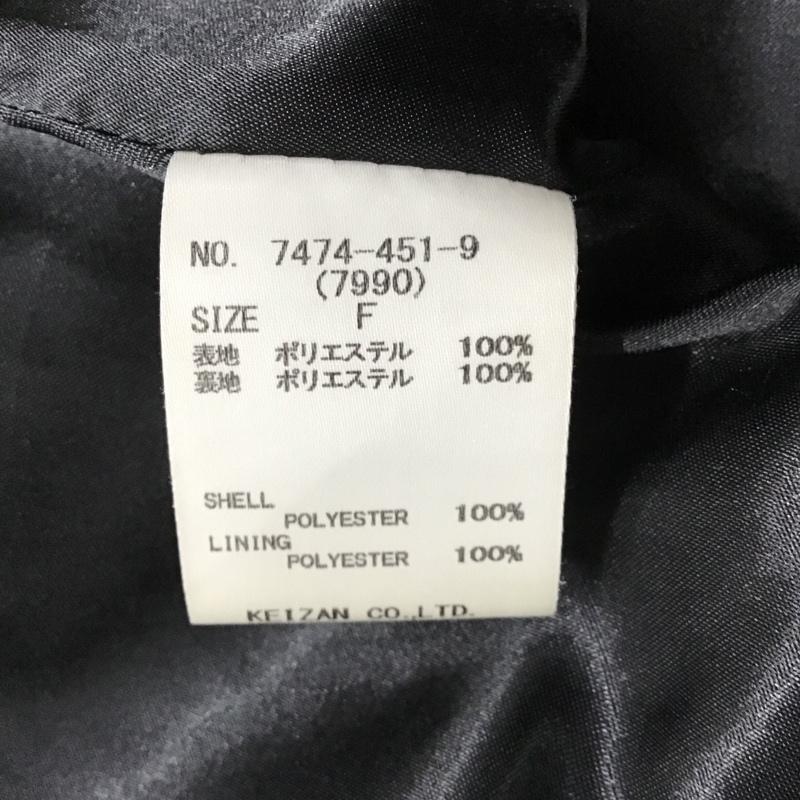 NO. 7474-451-9
(7990)
SIZE F
表地 ポリエステル 100%
裏地 ポリエステル 100%
SHELL
POLYESTER 100%
LINING
POLYESTER 100%
KEIZAN CO.,LTD.